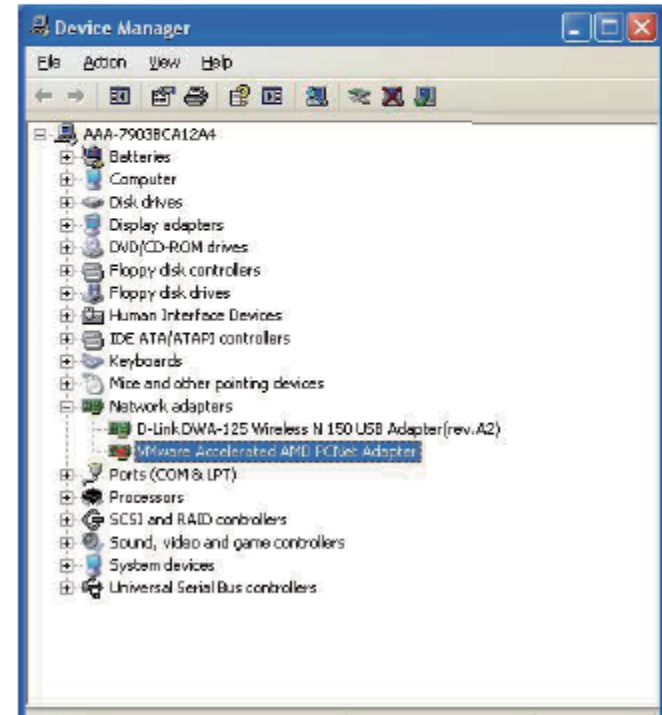 Device Manager
File Action View Help
AAA-7903BCA12A4
Batteries
Computer
Disk drives
Display adapters
DVD/CD-ROM drives
Floppy disk controllers
Floppy disk drives
Human Interface Devices
IDE ATA/ATAPI controllers
Keyboards
Mice and other pointing devices
Network adapters
D-Link DWA-125 Wireless N 150 USB Adapter(rev.A2)
VMware Accelerated AMD PCNet Adapter
Ports (COM & LPT)
Processors
SCSI and RAID controllers
Sound, video and game controllers
System devices
Universal Serial Bus controllers